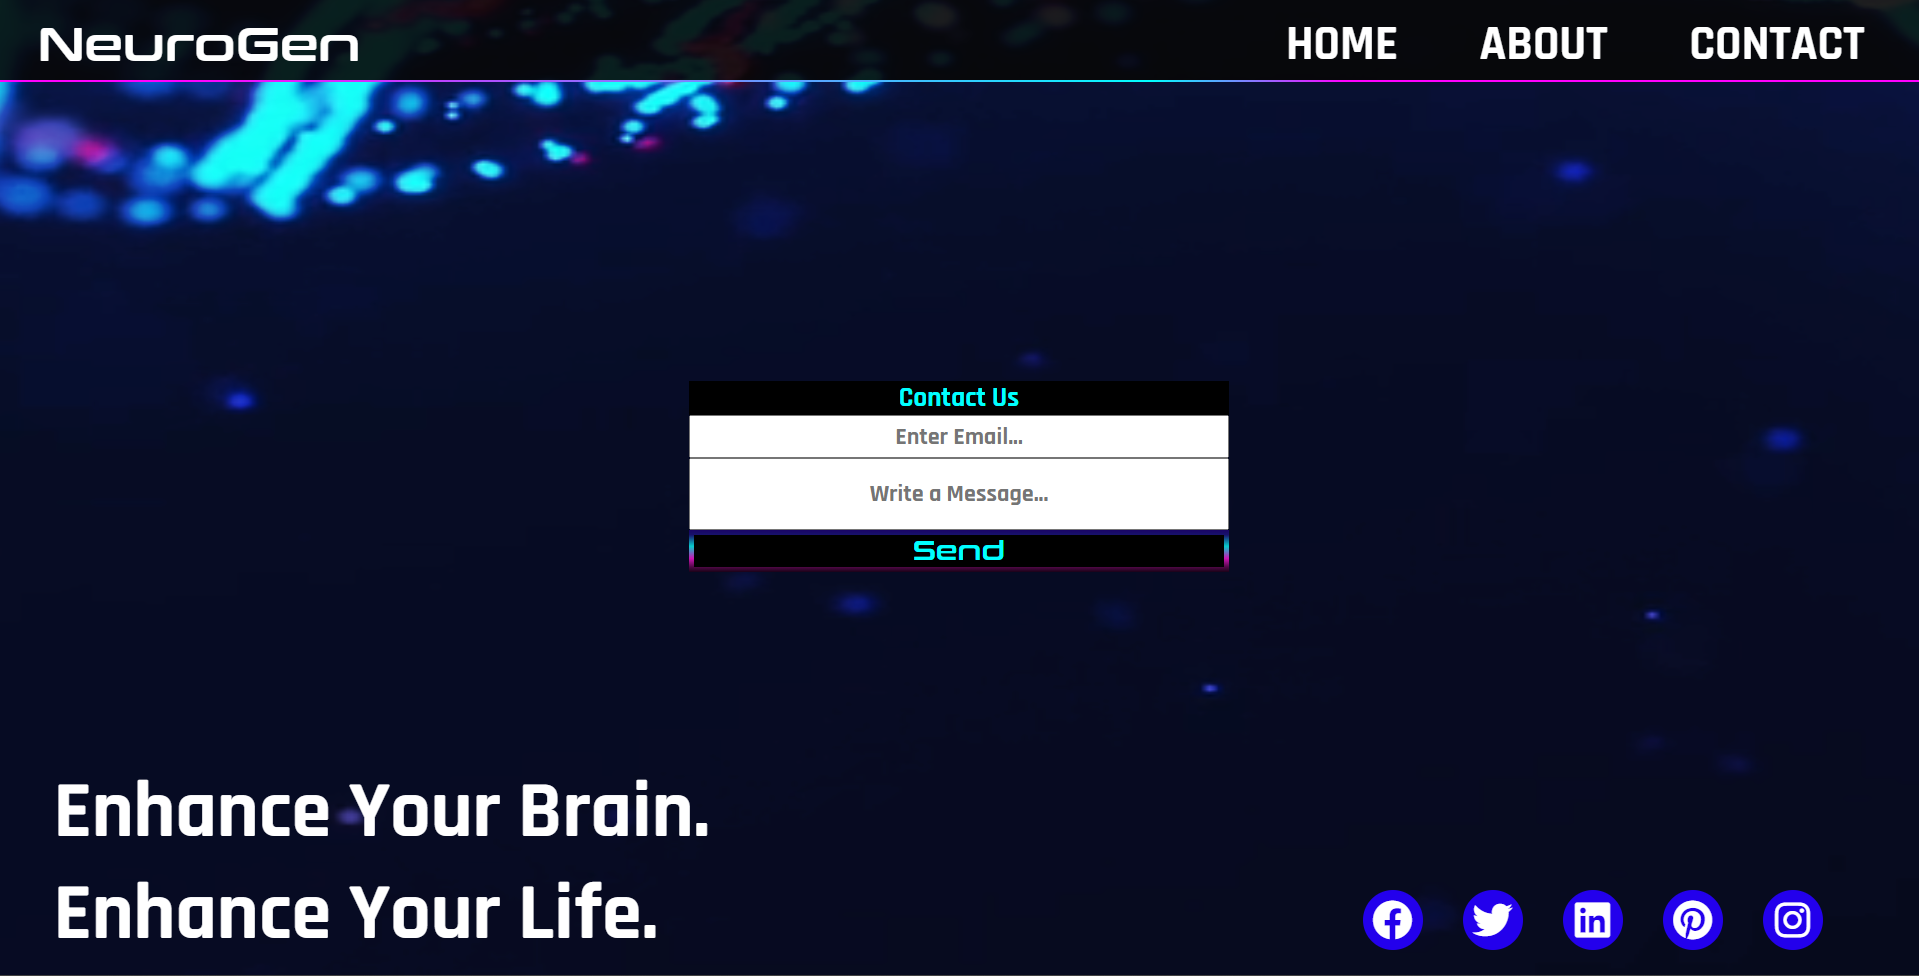 NeuroGen
HOME ABOUT CONTACT
Contact Us
Enter Email...
Write a Message...
Send
Enhance Your Brain.
Enhance Your Life.